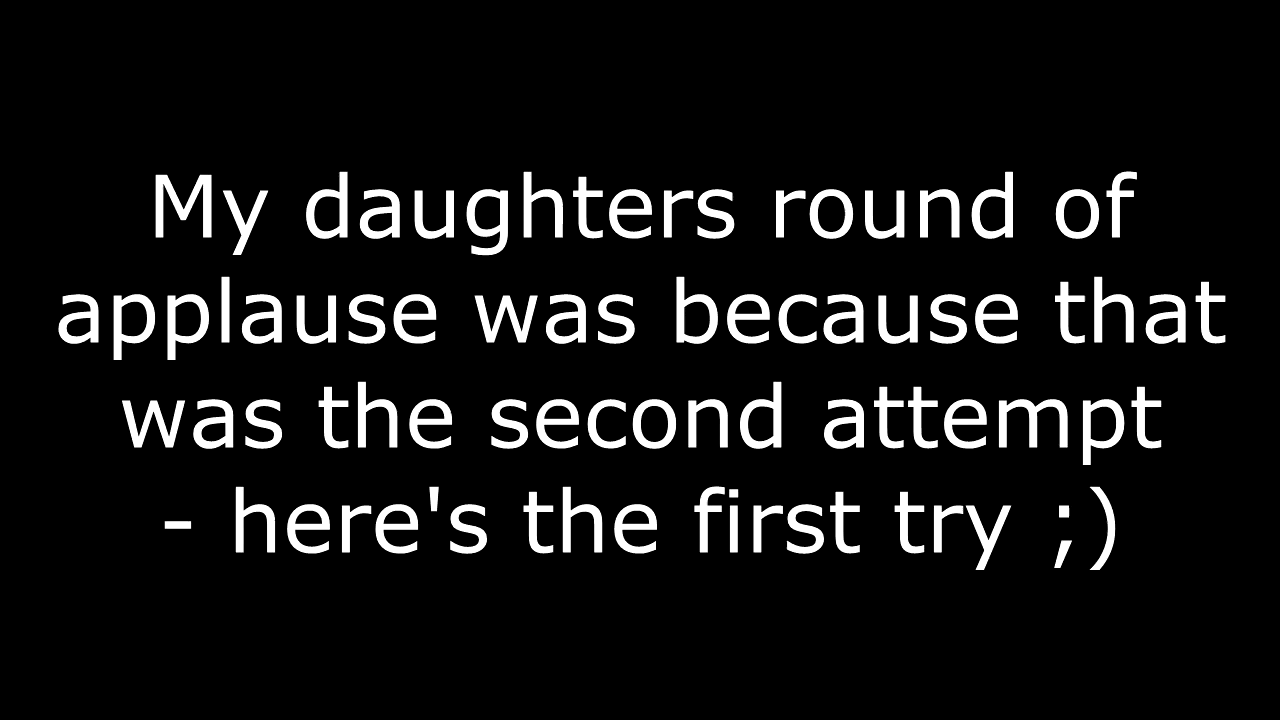 My daughters round of
applause was because that
was the second attempt
- here's the first try ;)